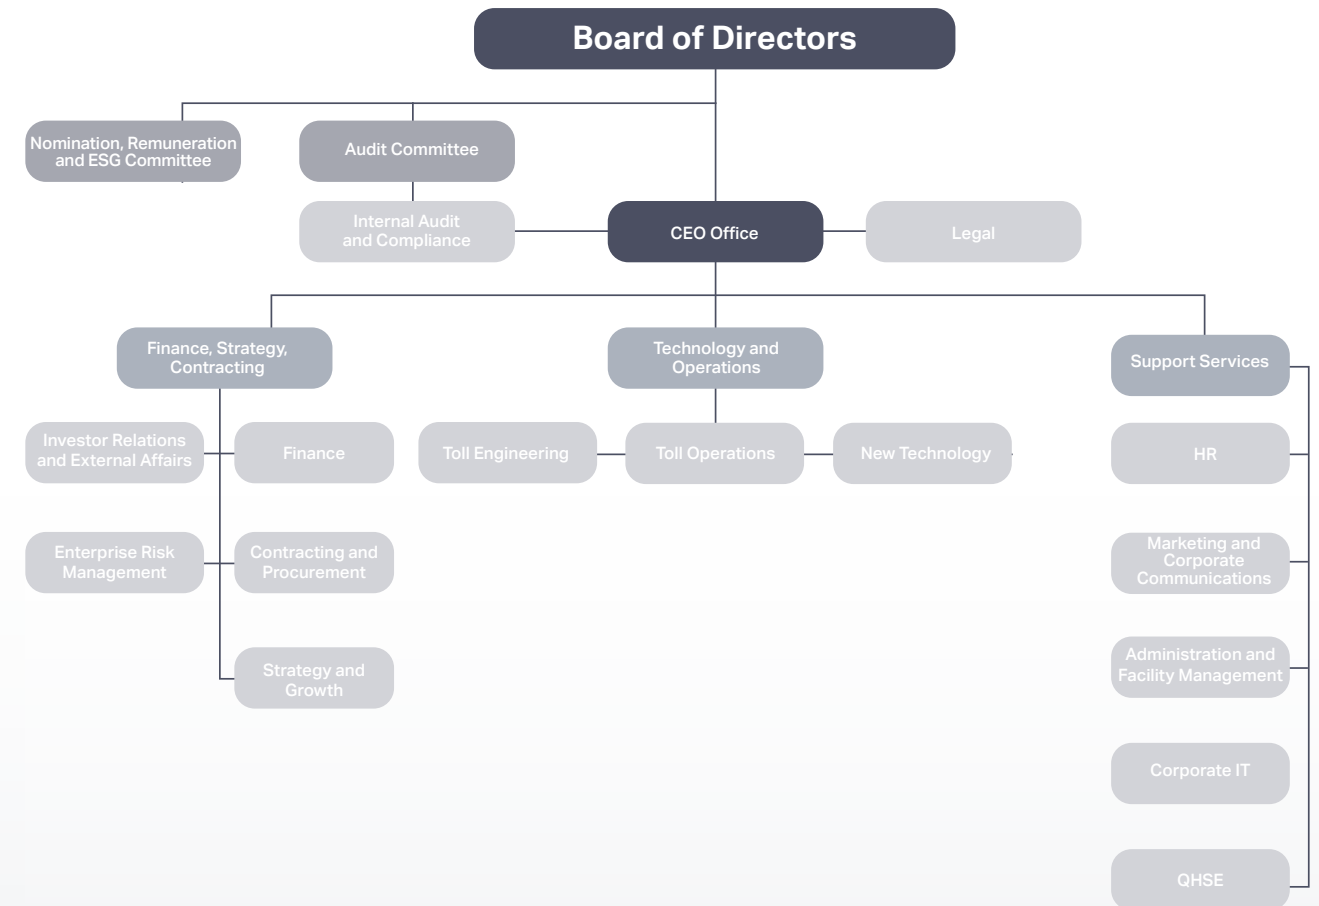 Board of Directors
Nomination, Remuneration
and ESG Committee
Audit Committee
Internal Audit
and Compliance
CEO Office
Legal
Finance, Strategy,
Contracting
Technology and
Operations
Support Services
Investor Relations
and External Affairs
Finance
Toll Engineering
Toll Operations
New Technology
HR
Enterprise Risk
Management
Contracting and
Procurement
Marketing and
Corporate
Communications
Strategy and
Growth
Administration and
Facility Management
Corporate IT
QHSE